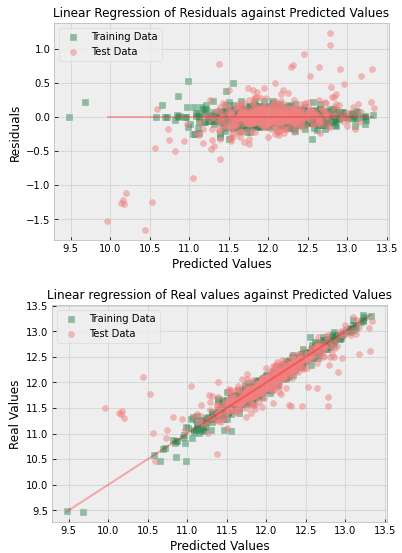 Linear Regression of Residuals against Predicted Values
Training Data
Test Data
1.0
0.5
0.0
−0.5
−1.0
−1.5
Residuals
9.5 10.0 10.5 11.0 11.5 12.0 12.5 13.0 13.5
Predicted Values
Linear regression of Real values against Predicted Values
Training Data
Test Data
13.5
13.0
12.5
12.0
11.5
11.0
10.5
10.0
9.5
Real Values
9.5 10.0 10.5 11.0 11.5 12.0 12.5 13.0 13.5
Predicted Values